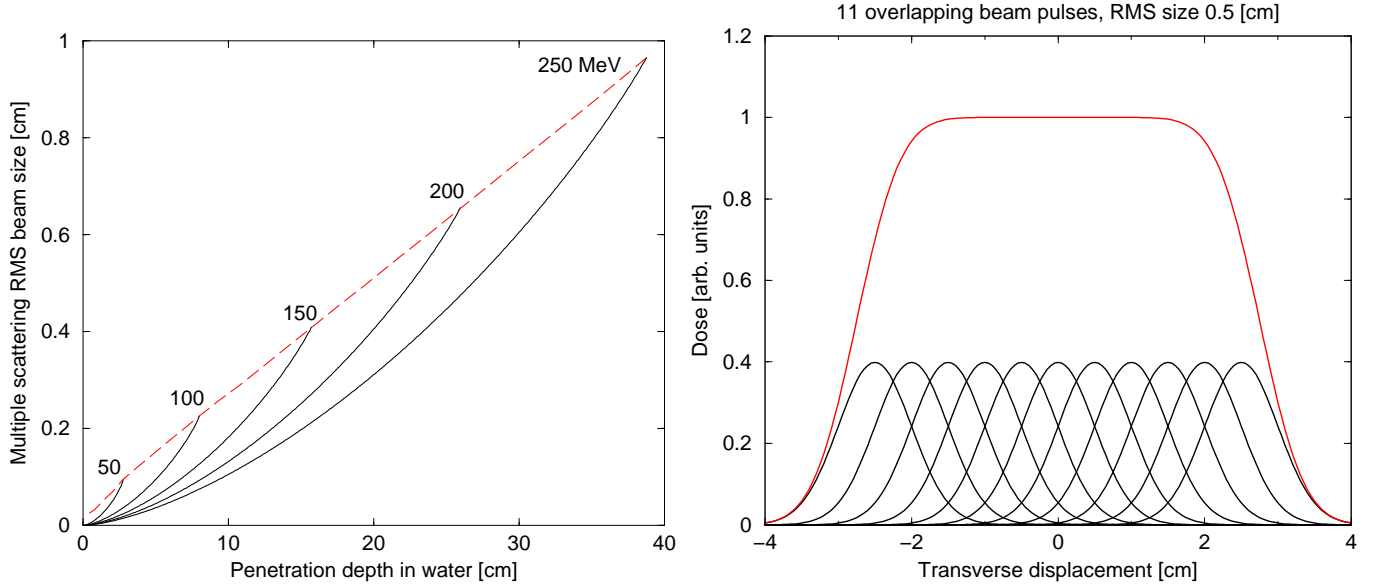 Multiple scattering RMS beam size [cm]
1
0.8
0.6
0.4
0.2
0
250 MeV
200
150
100
50
0 10 20 30 40
Penetration depth in water [cm]
11 overlapping beam pulses, RMS size 0.5 [cm]
Dose [arb. units]
1.2
1
0.8
0.6
0.4
0.2
0
−4 −2 0 2 4
Transverse displacement [cm]